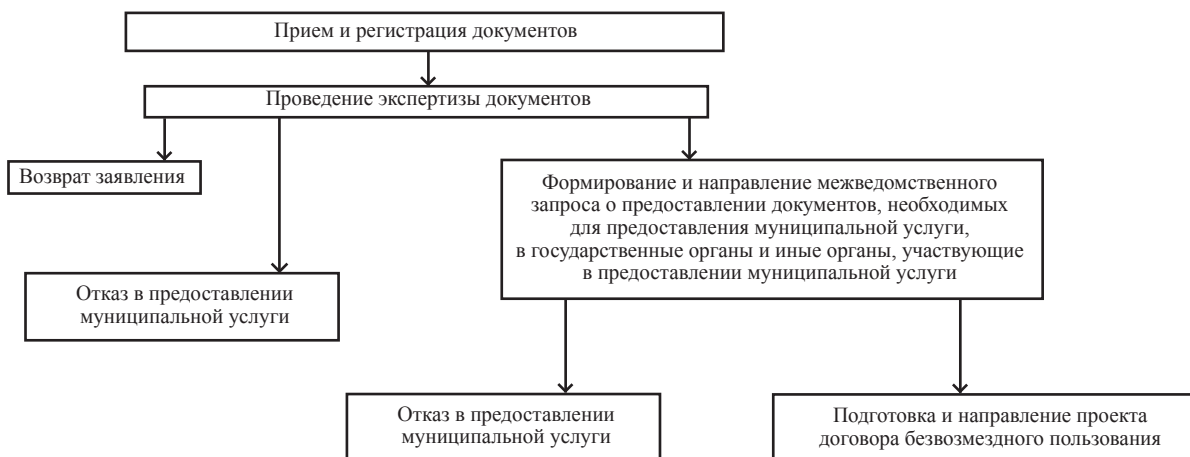 Прием и регистрация документов
Проведение экспертизы документов
Возврат заявления
Формирование и направление межведомственного
запроса о предоставлении документов, необходимых
для предоставления муниципальной услуги,
в государственные органы и иные органы, участвующие
в предоставлении муниципальной услуги
Отказ в предоставлении
муниципальной услуги
Отказ в предоставлении
муниципальной услуги
Подготовка и направление проекта
договора безвозмездного пользования